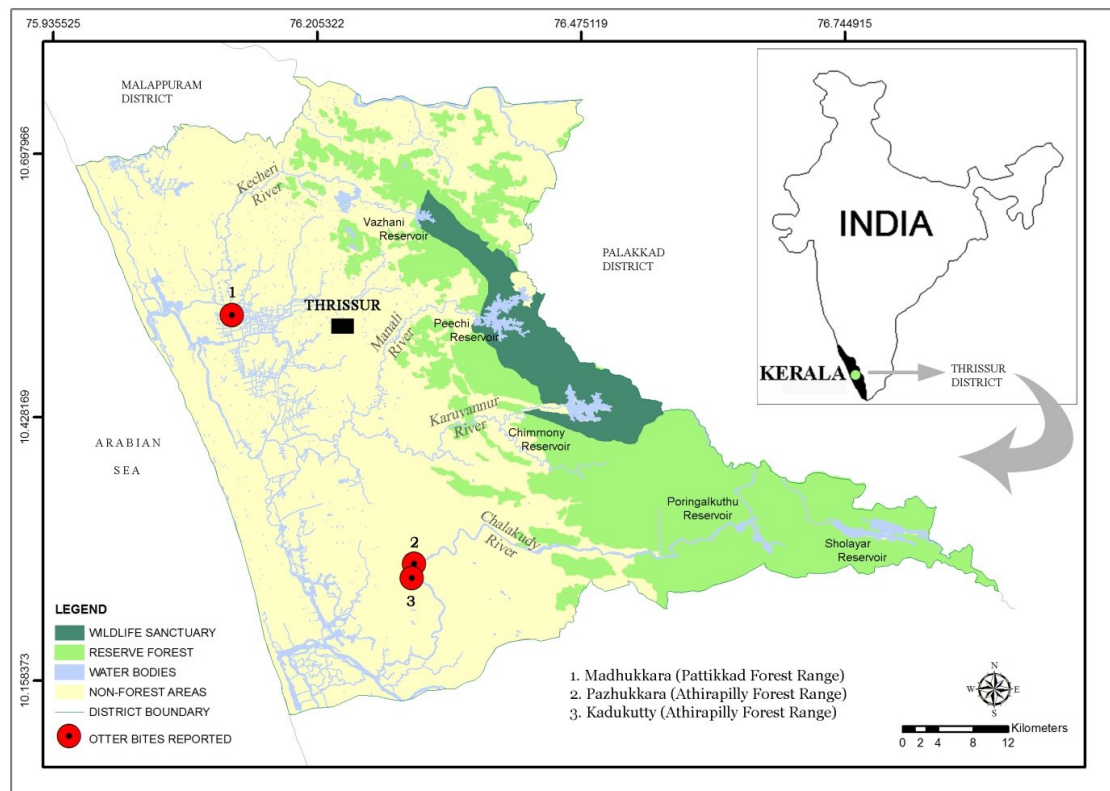 75.935525
76.205322
76.475119
76.744915
10.697966
10.428169
10.158373
MALAPPURAM
DISTRICT
Kecheri
River
Vazhani
Reservoir
PALAKKAD
DISTRICT
1
THRISSUR
Manali
River
Peechi
Reservoir
Karuvannur
River
Chimmony
Reservoir
ARABIAN
SEA
Chalakudy
River
Poringalkuthu
Reservoir
Sholayar
Reservoir
2
3
INDIA
KERALA
THRISSUR
DISTRICT
LEGEND
WILDLIFE SANCTUARY
RESERVE FOREST
WATER BODIES
NON-FOREST AREAS
DISTRICT BOUNDARY
OTTER BITES REPORTED
1. Madhukkara (Pattikkad Forest Range)
2. Pazhukkara (Athirapilly Forest Range)
3. Kadukutty (Athirapilly Forest Range)
N
W E
S
Kilometers
0 2 4 8 12